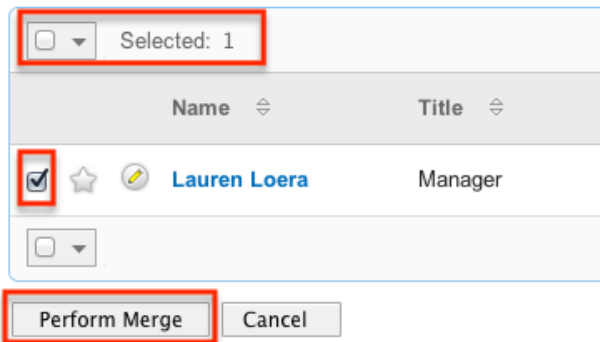 Selected: 1
Name Title
Lauren Loera Manager
Perform Merge Cancel